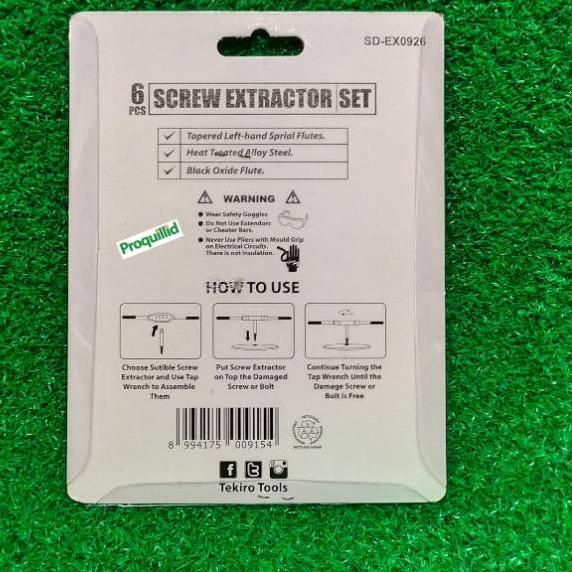 SD-EX0926
6 PCS SCREW EXTRACTOR SET
Tapered Left-hand Sprial Flutes.
Heat Treated Alloy Steel.
Black Oxide Flute.
WARNING
Wear Safety Goggles
Do Not Use Extendors
or Cheater Bars.
Never Use Pliers with Mould Grip
on Electrical Circuits.
There is not Insulation.
Proquillid
HOW TO USE
Choose Sutible Screw
Extractor and Use Tap
Wrench to Assemble
Them
Put Screw Extractor
on Top the Damaged
Screw or Bolt
Continue Turning the
Tap Wrench Until the
Damage Screw or
Bolt is Free
8 994175 009154
Tekiro Tools